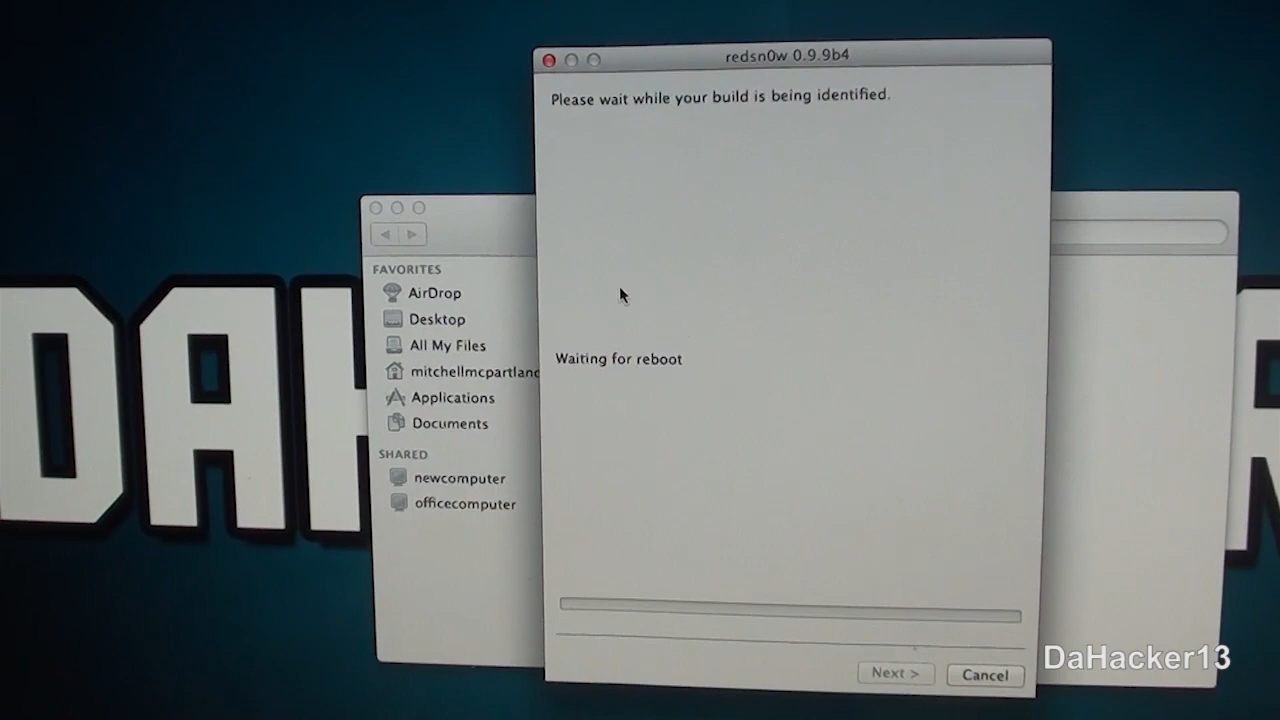 redsn0w 0.9.9b4
Please wait while your build is being identified.
Waiting for reboot
Next >
Cancel
FAVORITES
AirDrop
Desktop
All My Files
mitchellmcpartland
Applications
Documents
SHARED
newcomputer
officecomputer
DAH
DaHacker13